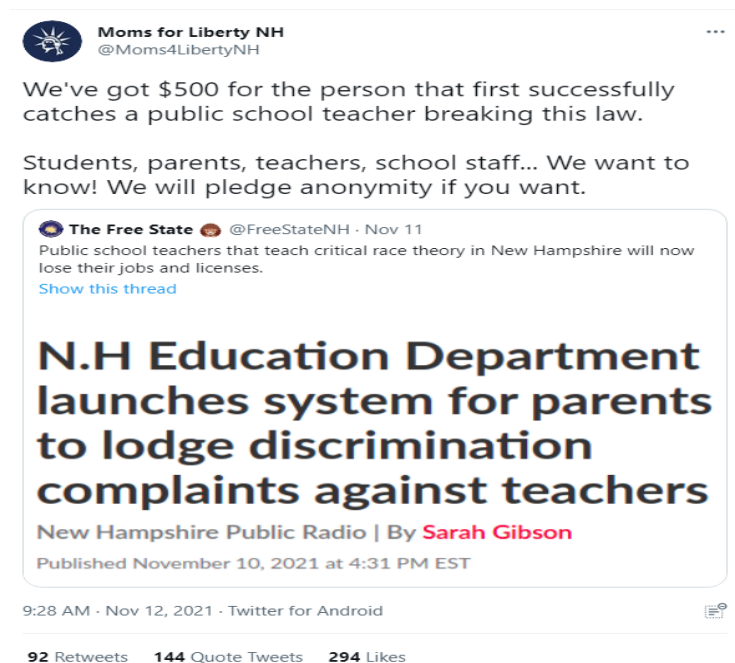 Moms for Liberty NH
@Moms4LibertyNH
We've got $500 for the person that first successfully
catches a public school teacher breaking this law.
Students, parents, teachers, school staff... We want to
know! We will pledge anonymity if you want.
The Free State @FreeStateNH · Nov 11
Public school teachers that teach critical race theory in New Hampshire will now
lose their jobs and licenses.
Show this thread
N.H Education Department
launches system for parents
to lodge discrimination
complaints against teachers
New Hampshire Public Radio | By Sarah Gibson
Published November 10, 2021 at 4:31 PM EST
9:28 AM · Nov 12, 2021 · Twitter for Android
92 Retweets 144 Quote Tweets 294 Likes